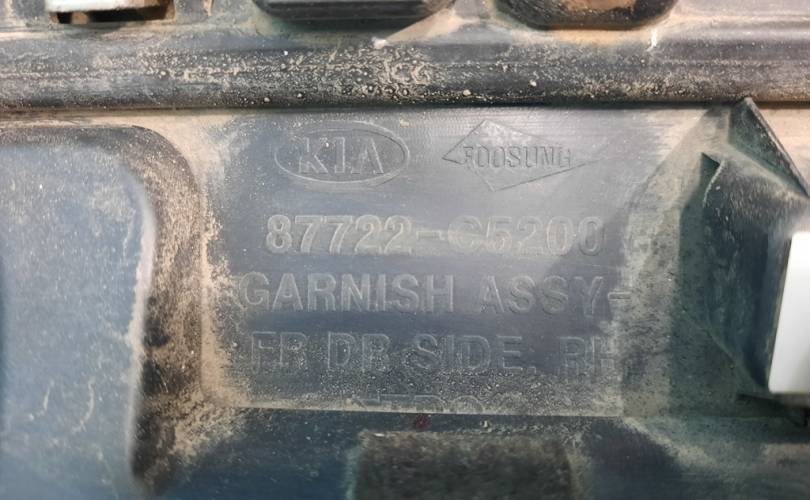 KIA FOOSUNG
87722-C5200
GARNISH ASSY-
FR DR SIDE, RH